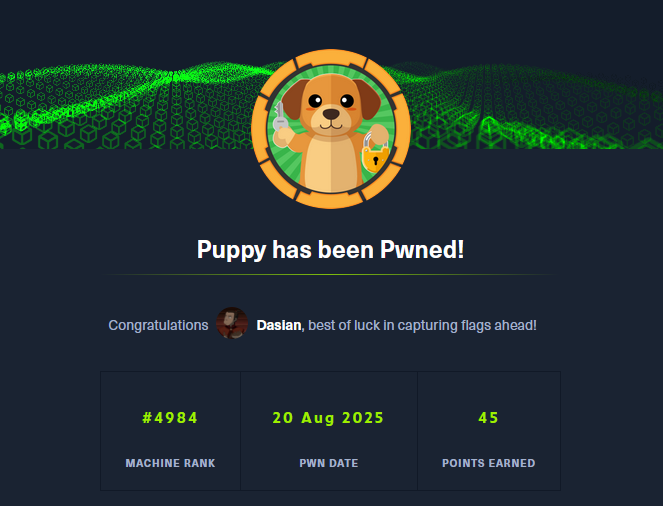 Puppy has been Pwned!
Congratulations Daslan, best of luck in capturing flags ahead!
#4984 20 Aug 2025 45
MACHINE RANK PWN DATE POINTS EARNED